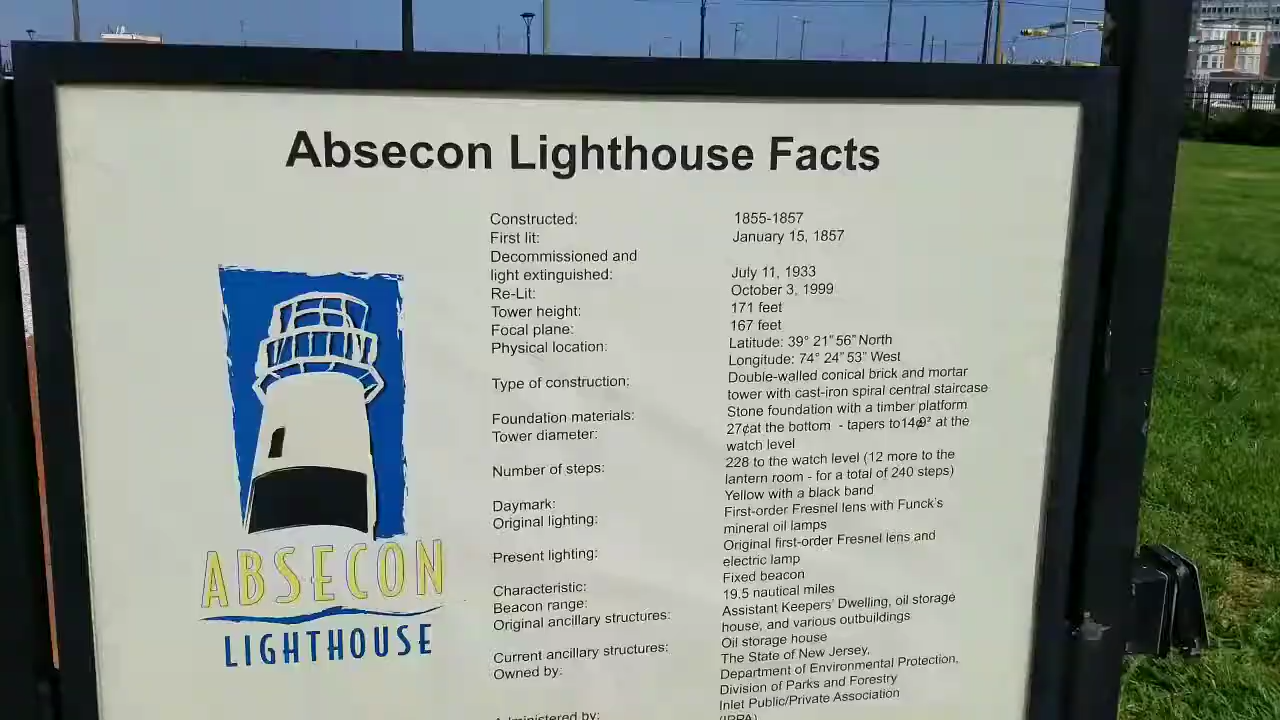 Absecon Lighthouse Facts
Constructed: 1855-1857
First lit: January 15, 1857
Decommissioned and
light extinguished: July 11, 1933
Re-Lit: October 3, 1999
Tower height: 171 feet
Focal plane: 167 feet
Physical location: Latitude: 39° 21" 56" North
Longitude: 74° 24" 53" West
Type of construction: Double-walled conical brick and mortar
tower with cast-iron spiral central staircase
Foundation materials: Stone foundation with a timber platform
Tower diameter: 27¢at the bottom - tapers to at the
watch level
Number of steps: 228 to the watch level (12 more to the
lantern room - for a total of 240 steps)
Daymark: Yellow with a black band
Original lighting: First-order Fresnel lens with Funck's
mineral oil lamps
Present lighting: Original first-order Fresnel lens and
electric lamp
Characteristic: Fixed beacon
Beacon range: 19.5 nautical miles
Original ancillary structures: Assistant Keepers' Dwelling, oil storage
house, and various outbuildings
Current ancillary structures: Oil storage house
Owned by: The State of New Jersey,
Department of Environmental Protection,
Division of Parks and Forestry
Administered by: Inlet Public/Private Association
(IPPA)
ABSECON
LIGHTHOUSE